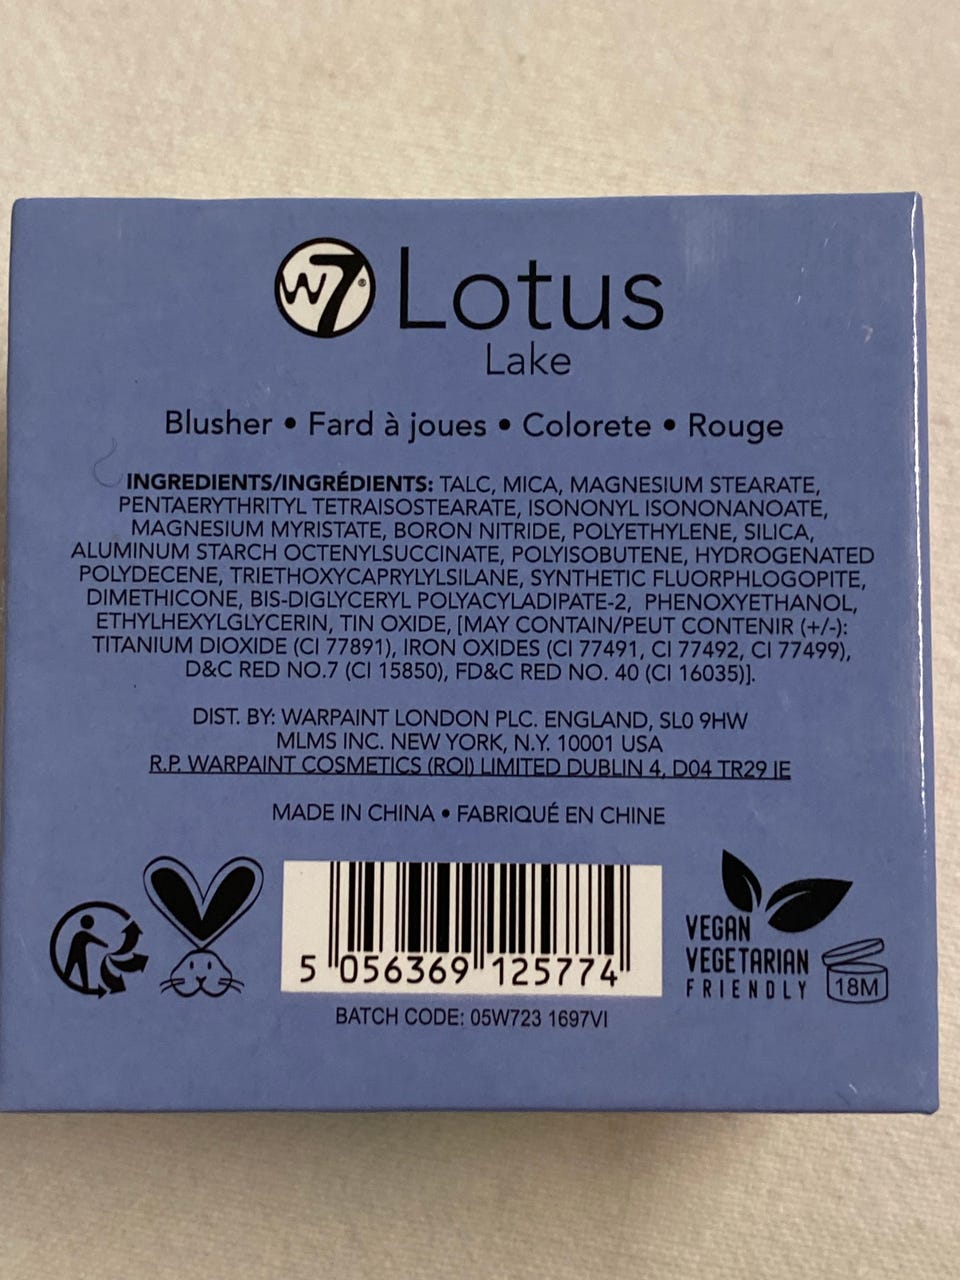 W7® Lotus
Lake
Blusher • Fard à joues • Colorete • Rouge
INGREDIENTS/INGRÉDIENTS: TALC, MICA, MAGNESIUM STEARATE,
PENTAERYTHRITYL TETRAISOSTEARATE, ISONONYL ISONONANOATE,
MAGNESIUM MYRISTATE, BORON NITRIDE, POLYETHYLENE, SILICA,
ALUMINUM STARCH OCTENYLSUCCINATE, POLYISOBUTENE, HYDROGENATED
POLYDECENE, TRIETHOXYCAPRYLYLSILANE, SYNTHETIC FLUORPHLOGOPITE,
DIMETHICONE, BIS-DIGLYCERYL POLYACYLADIPATE-2, PHENOXYETHANOL,
ETHYLHEXYLGLYCERIN, TIN OXIDE, [MAY CONTAIN/PEUT CONTENIR (+/-):
TITANIUM DIOXIDE (CI 77891), IRON OXIDES (CI 77491, CI 77492, CI 77499),
D&C RED NO.7 (CI 15850), FD&C RED NO. 40 (CI 16035)].
DIST. BY: WARPAINT LONDON PLC. ENGLAND, SL0 9HW
MLMS INC. NEW YORK, N.Y. 10001 USA
R.P. WARPAINT COSMETICS (ROI) LIMITED DUBLIN 4, D04 TR29 IE
MADE IN CHINA • FABRIQUÉ EN CHINE
5 056369 125774
VEGAN
VEGETARIAN
FRIENDLY
18M
BATCH CODE: 05W723 1697VI